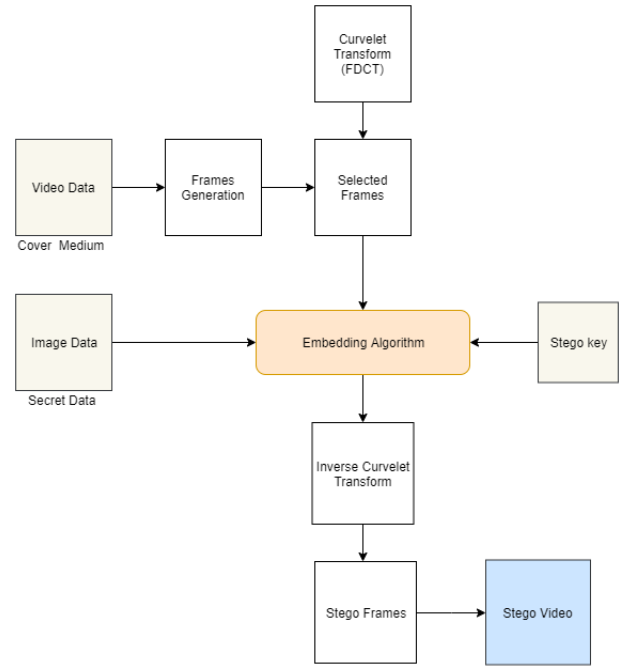 Curvelet
Transform
(FDCT)
Video Data
Frames
Generation
Selected
Frames
Cover Medium
Image Data
Embedding Algorithm
Stego key
Secret Data
Inverse Curvelet
Transform
Stego Frames
Stego Video